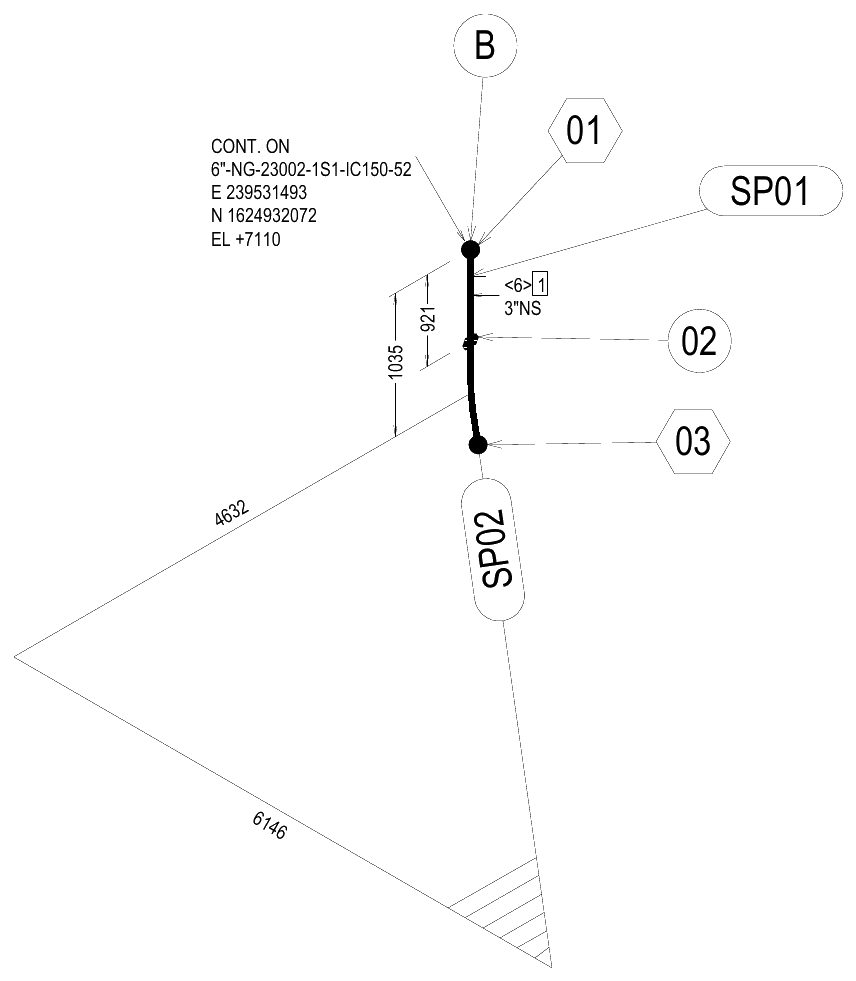 B
01
CONT. ON
6"-NG-23002-1S1-IC150-52
E 239531493
N 1624932072
EL +7110
SP01
<6> 1
3"NS
921
1035
02
03
4632
SP02
6146